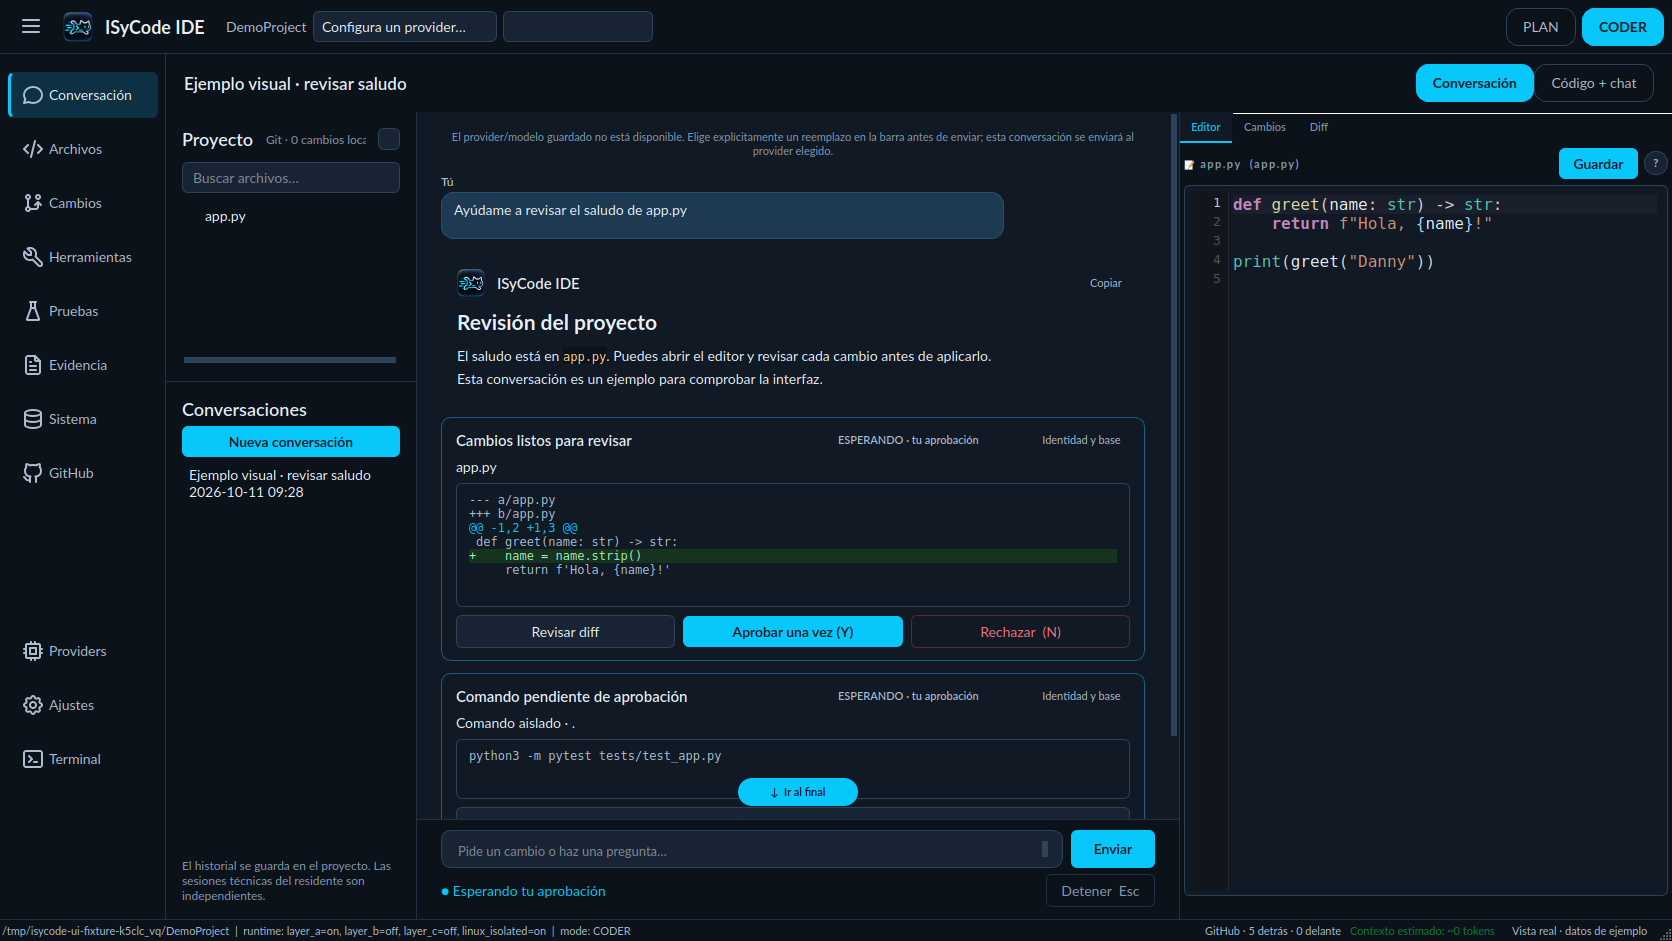 ISyCode IDE
DemoProject
Configura un provider...
PLAN
CODER
Conversación
Archivos
Cambios
Herramientas
Pruebas
Evidencia
Sistema
GitHub
Providers
Ajustes
Terminal
Ejemplo visual · revisar saludo
Conversación
Código + chat
Proyecto
Git · 0 cambios loca
Buscar archivos...
app.py
Conversaciones
Nueva conversación
Ejemplo visual · revisar saludo
2026-10-11 09:28
El historial se guarda en el proyecto. Las
sesiones técnicas del residente son
independientes.
El provider/modelo guardado no está disponible. Elige explícitamente un reemplazo en la barra antes de enviar; esta conversación se enviará al
provider elegido.
Tú
Ayúdame a revisar el saludo de app.py
ISyCode IDE
Copiar
Revisión del proyecto
El saludo está en app.py. Puedes abrir el editor y revisar cada cambio antes de aplicarlo.
Esta conversación es un ejemplo para comprobar la interfaz.
Cambios listos para revisar
ESPERANDO · tu aprobación
Identidad y base
app.py
--- a/app.py
+++ b/app.py
@@ -1,2 +1,3 @@
def greet(name: str) -> str:
+    name = name.strip()
return f'Hola, {name}!'
Revisar diff
Aprobar una vez (Y)
Rechazar (N)
Comando pendiente de aprobación
ESPERANDO · tu aprobación
Identidad y base
Comando aislado · .
python3 -m pytest tests/test_app.py
↓ Ir al final
Pide un cambio o haz una pregunta...
Enviar
● Esperando tu aprobación
Detener Esc
Editor
Cambios
Diff
app.py (app.py)
Guardar
?
1 def greet(name: str) -> str:
2     return f"Hola, {name}!"
3
4 print(greet("Danny"))
5
/tmp/isycode-ui-fixture-k5clc_vq/DemoProject | runtime: layer_a=on, layer_b=off, layer_c=off, linux_isolated=on | mode: CODER
GitHub · 5 detrás · 0 delante
Contexto estimado: ~0 tokens
Vista real · datos de ejemplo